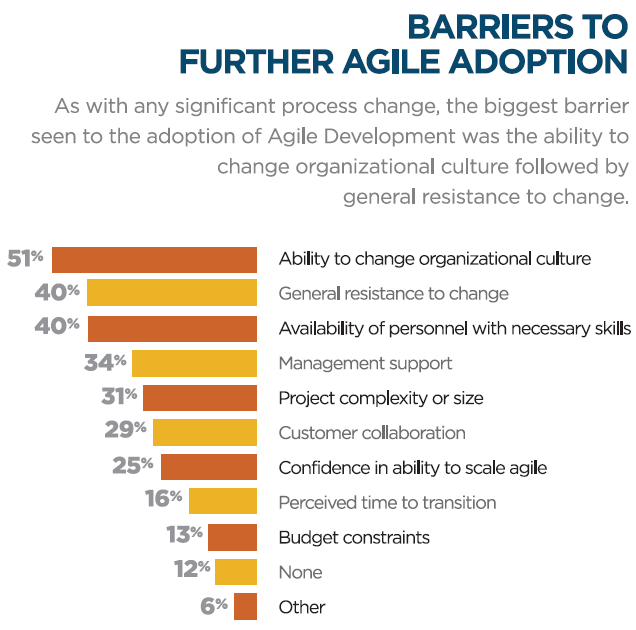 BARRIERS TO
FURTHER AGILE ADOPTION
As with any significant process change, the biggest barrier
seen to the adoption of Agile Development was the ability to
change organizational culture followed by
general resistance to change.
51% Ability to change organizational culture
40% General resistance to change
40% Availability of personnel with necessary skills
34% Management support
31% Project complexity or size
29% Customer collaboration
25% Confidence in ability to scale agile
16% Perceived time to transition
13% Budget constraints
12% None
6% Other